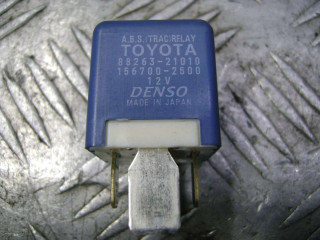 A.B.S. (TRAC) RELAY
TOYOTA
88263-21010
156700-2500
12V
DENSO
MADE IN JAPAN